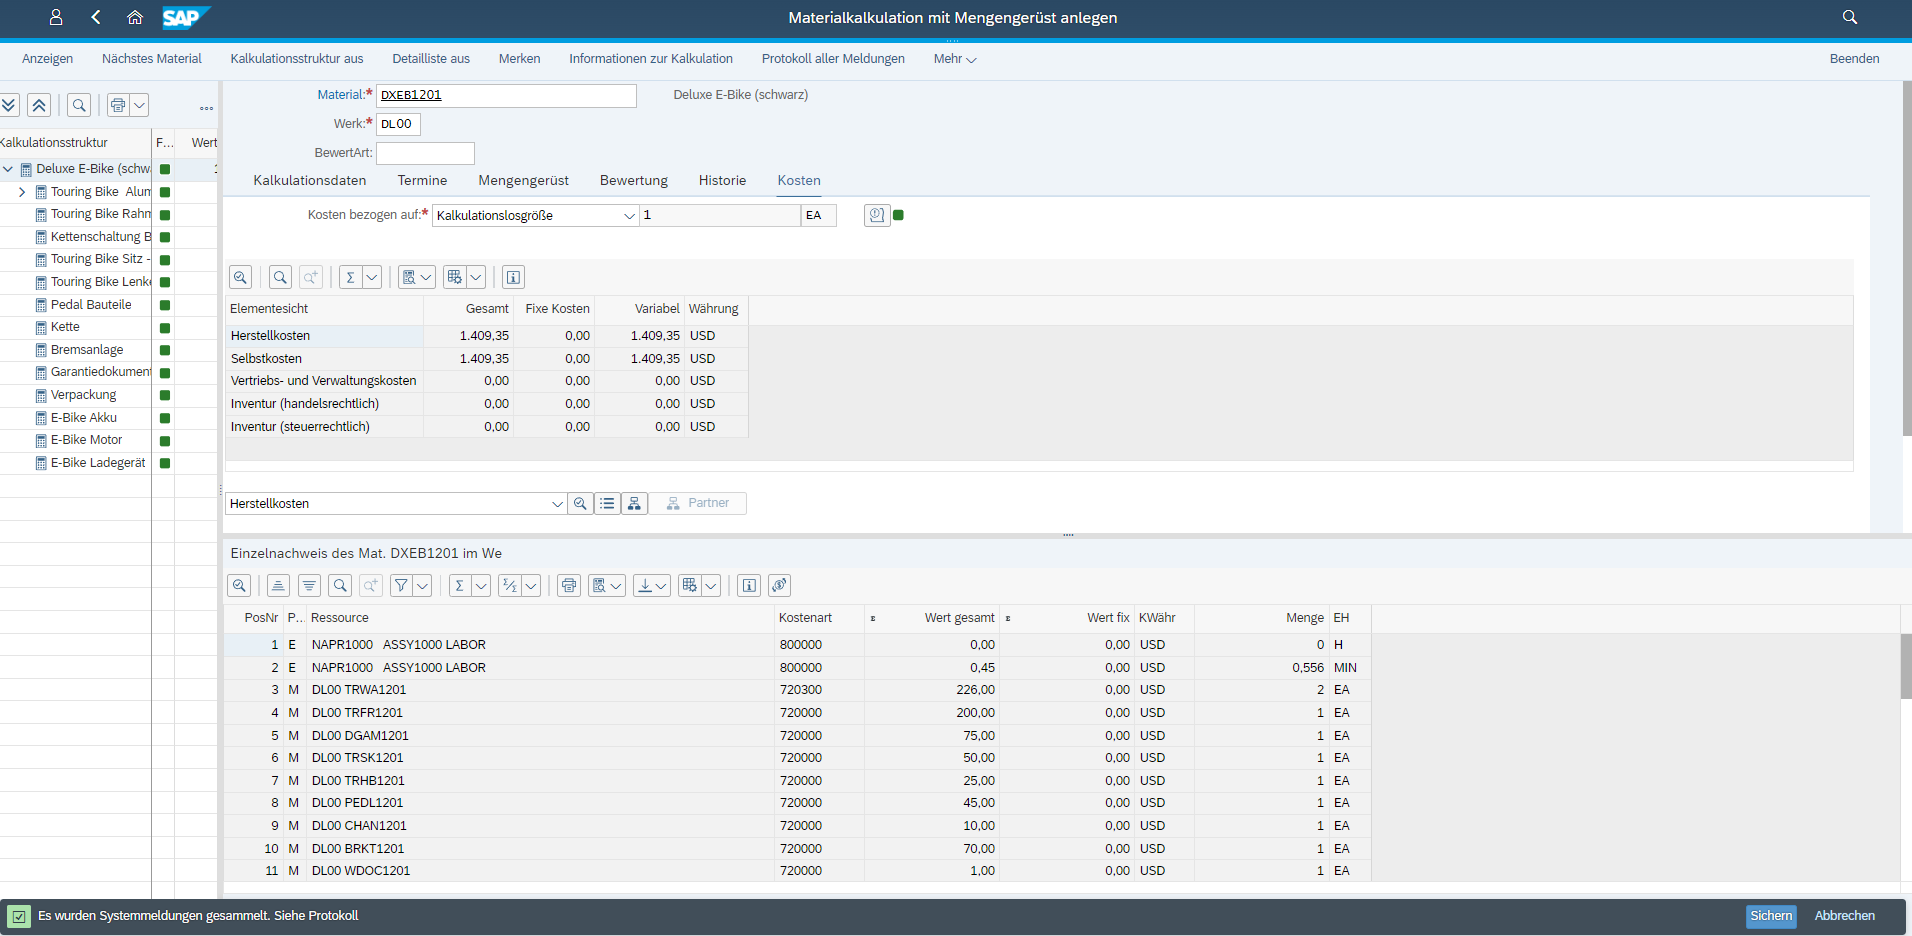 SAP
Materialkalkulation mit Mengengerüst anlegen
Anzeigen Nächstes Material Kalkulationsstruktur aus Detailliste aus Merken Informationen zur Kalkulation Protokoll aller Meldungen Mehr Beenden
Material:* DXEB1201 Deluxe E-Bike (schwarz)
Werk:* DL00
BewertArt:
Kalkulationsdaten Termine Mengengerüst Bewertung Historie Kosten
Kosten bezogen auf:* Kalkulationslosgröße 1 EA
Kalkulationsstruktur F... Wert
Deluxe E-Bike (schwa 1
Touring Bike Alum
Touring Bike Rahm
Kettenschaltung B
Touring Bike Sitz -
Touring Bike Lenke
Pedal Bauteile
Kette
Bremsanlage
Garantiedokument
Verpackung
E-Bike Akku
E-Bike Motor
E-Bike Ladegerät
Elementesicht Gesamt Fixe Kosten Variabel Währung
Herstellkosten 1.409,35 0,00 1.409,35 USD
Selbstkosten 1.409,35 0,00 1.409,35 USD
Vertriebs- und Verwaltungskosten 0,00 0,00 0,00 USD
Inventur (handelsrechtlich) 0,00 0,00 0,00 USD
Inventur (steuerrechtlich) 0,00 0,00 0,00 USD
Herstellkosten Partner
Einzelnachweis des Mat. DXEB1201 im We
PosNr P... Ressource Kostenart Σ Wert gesamt Σ Wert fix KWähr Menge EH
1 E NAPR1000 ASSY1000 LABOR 800000 0,00 0,00 USD 0 H
2 E NAPR1000 ASSY1000 LABOR 800000 0,45 0,00 USD 0,556 MIN
3 M DL00 TRWA1201 720300 226,00 0,00 USD 2 EA
4 M DL00 TRFR1201 720000 200,00 0,00 USD 1 EA
5 M DL00 DGAM1201 720000 75,00 0,00 USD 1 EA
6 M DL00 TRSK1201 720000 50,00 0,00 USD 1 EA
7 M DL00 TRHB1201 720000 25,00 0,00 USD 1 EA
8 M DL00 PEDL1201 720000 45,00 0,00 USD 1 EA
9 M DL00 CHAN1201 720000 10,00 0,00 USD 1 EA
10 M DL00 BRKT1201 720000 70,00 0,00 USD 1 EA
11 M DL00 WDOC1201 720000 1,00 0,00 USD 1 EA
Es wurden Systemmeldungen gesammelt. Siehe Protokoll Sichern Abbrechen